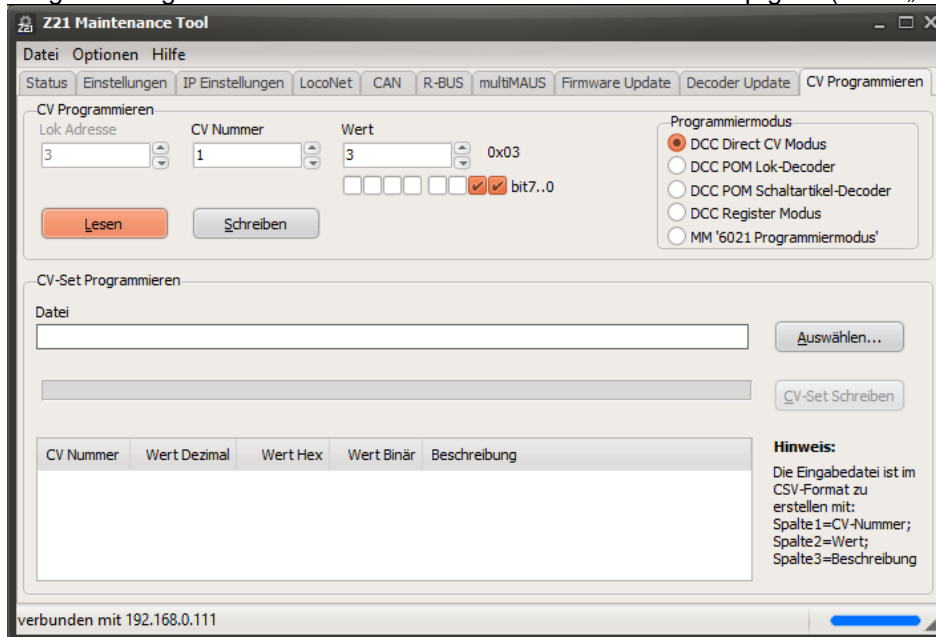 Z21 Maintenance Tool
Datei Optionen Hilfe
Status Einstellungen IP Einstellungen LocoNet CAN R-BUS multiMAUS Firmware Update Decoder Update CV Programmieren
CV Programmieren
Lok Adresse CV Nummer Wert
3 1 3 0x03
bit7..0
Lesen Schreiben
Programmiermodus
DCC Direct CV Modus
DCC POM Lok-Decoder
DCC POM Schaltartikel-Decoder
DCC Register Modus
MM '6021 Programmiermodus'
CV-Set Programmieren
Datei
Auswählen...
CV-Set Schreiben
CV Nummer Wert Dezimal Wert Hex Wert Binär Beschreibung
Hinweis:
Die Eingabedatei ist im
CSV-Format zu
erstellen mit:
Spalte1=CV-Nummer;
Spalte2=Wert;
Spalte3=Beschreibung
verbunden mit 192.168.0.111